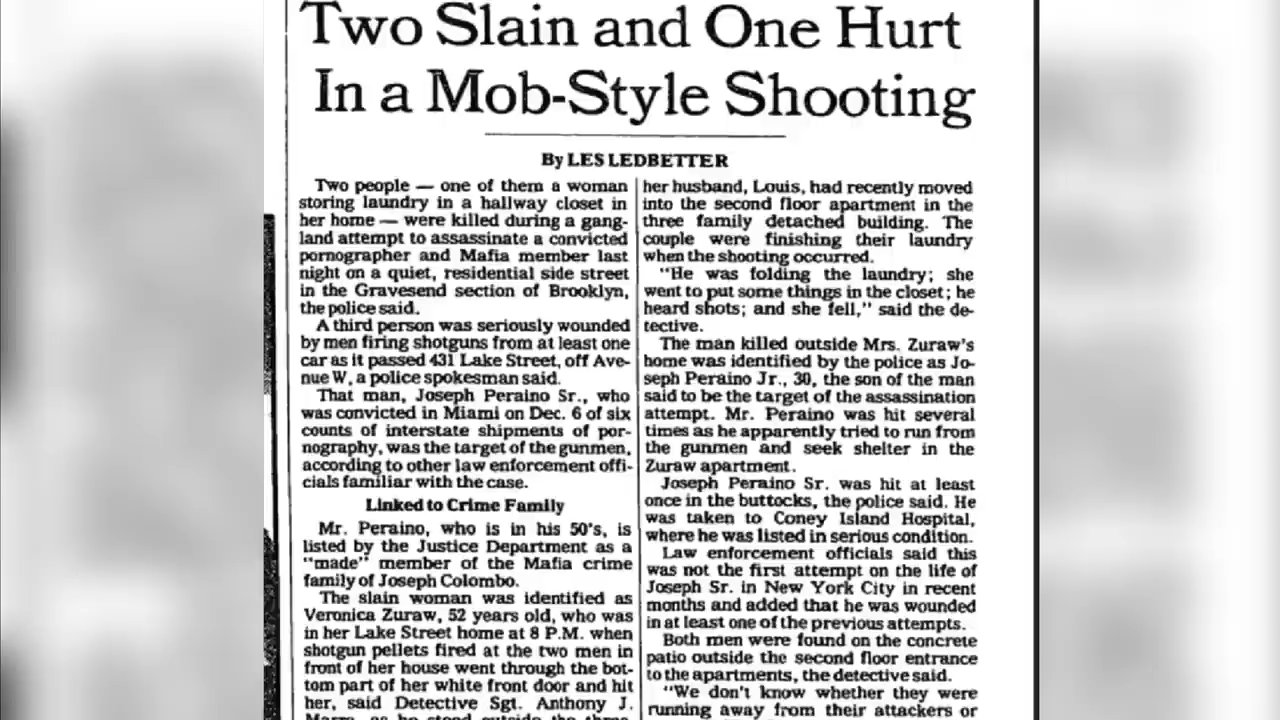 Two Slain and One Hurt
In a Mob-Style Shooting
By LES LEDBETTER
Two people — one of them a woman
storing laundry in a hallway closet in
her home — were killed during a gang-
land attempt to assassinate a convicted
pornographer and Mafia member last
night on a quiet, residential side street
in the Gravesend section of Brooklyn,
the police said.
A third person was seriously wounded
by men firing shotguns from at least one
car as it passed 431 Lake Street, off Ave-
nue W, a police spokesman said.
That man, Joseph Peraino Sr., who
was convicted in Miami on Dec. 6 of six
counts of interstate shipments of por-
nography, was the target of the gunmen,
according to other law enforcement offi-
cials familiar with the case.
Linked to Crime Family
Mr. Peraino, who is in his 50's, is
listed by the Justice Department as a
"made" member of the Mafia crime
family of Joseph Colombo.
The slain woman was identified as
Veronica Zuraw, 52 years old, who was
in her Lake Street home at 8 P.M. when
shotgun pellets fired at the two men in
front of her house went through the bot-
tom part of her white front door and hit
her, said Detective Sgt. Anthony J.
as he stood outside the three
her husband, Louis, had recently moved
into the second floor apartment in the
three family detached building. The
couple were finishing their laundry
when the shooting occurred.
"He was folding the laundry; she
went to put some things in the closet; he
heard shots; and she fell," said the de-
tective.
The man killed outside Mrs. Zuraw's
home was identified by the police as Jo-
seph Peraino Jr., 30, the son of the man
said to be the target of the assassination
attempt. Mr. Peraino was hit several
times as he apparently tried to run from
the gunmen and seek shelter in the
Zuraw apartment.
Joseph Peraino Sr. was hit at least
once in the buttocks, the police said. He
was taken to Coney Island Hospital,
where he was listed in serious condition.
Law enforcement officials said this
was not the first attempt on the life of
Joseph Sr. in New York City in recent
months and added that he was wounded
in at least one of the previous attempts.
Both men were found on the concrete
patio outside the second floor entrance
to the apartments, the detective said.
"We don't know whether they were
running away from their attackers or